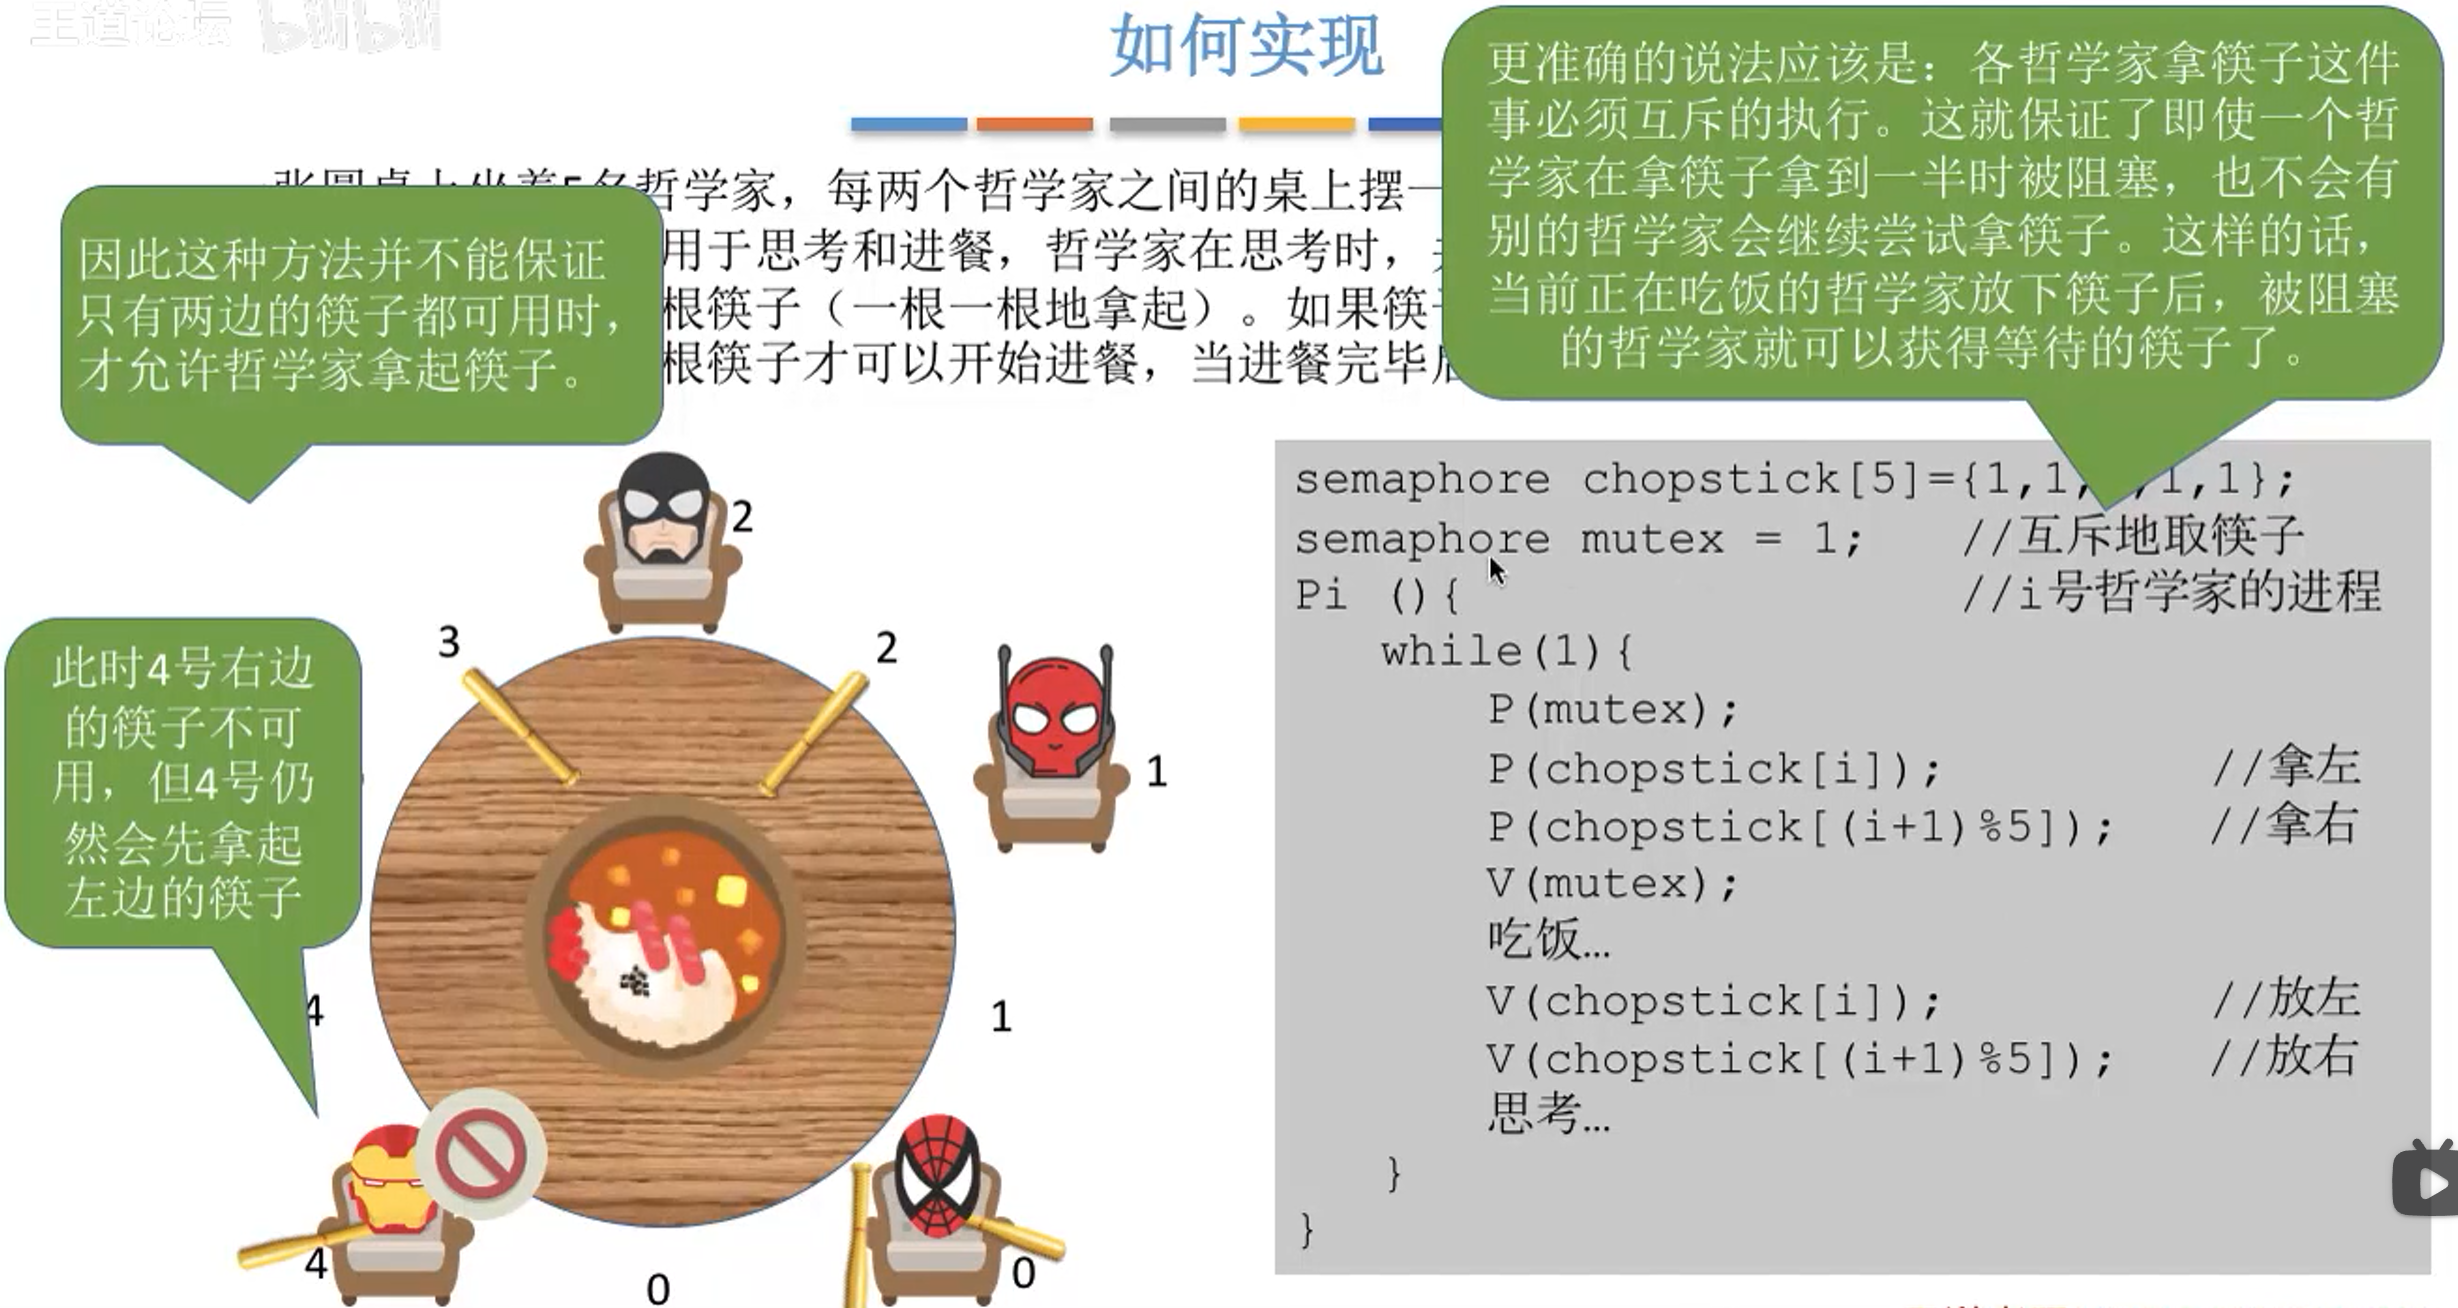 王道论坛 bilibili
如何实现
张圆桌上坐着5名哲学家，每两个哲学家之间的桌上摆一
用于思考和进餐，哲学家在思考时，
根筷子（一根一根地拿起）。如果筷
根筷子才可以开始进餐，当进餐完毕
更准确的说法应该是：各哲学家拿筷子这件
事必须互斥的执行。这就保证了即使一个哲
学家在拿筷子拿到一半时被阻塞，也不会有
别的哲学家会继续尝试拿筷子。这样的话，
当前正在吃饭的哲学家放下筷子后，被阻塞
的哲学家就可以获得等待的筷子了。
因此这种方法并不能保证
只有两边的筷子都可用时，
才允许哲学家拿起筷子。
此时4号右边
的筷子不可
用，但4号仍
然会先拿起
左边的筷子
2
3
2
1
4
1
4
0
0
semaphore chopstick[5]={1,1, ,1,1};
semaphore mutex = 1; //互斥地取筷子
Pi (){ //i号哲学家的进程
while(1){
P(mutex);
P(chopstick[i]); //拿左
P(chopstick[(i+1)%5]); //拿右
V(mutex);
吃饭…
V(chopstick[i]); //放左
V(chopstick[(i+1)%5]); //放右
思考…
}
}